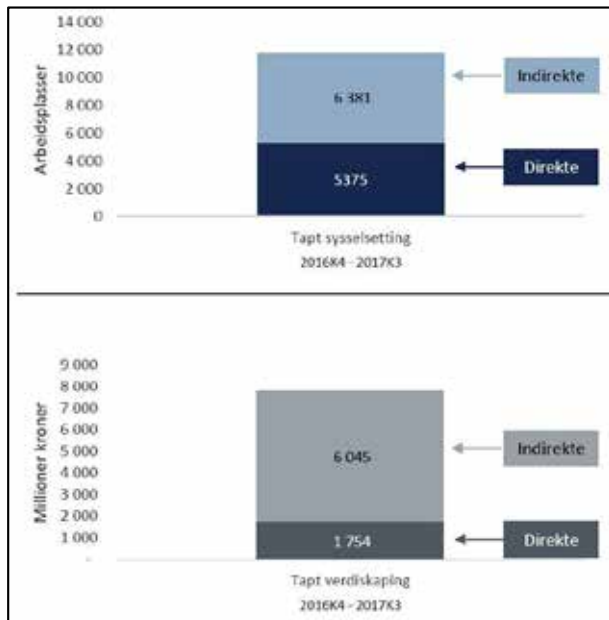 14 000
12 000
10 000
8 000
6 000
4 000
2 000
0
Arbeidsplasser
6 381
5375
Indirekte
Direkte
Tapt sysselsetting
2016K4 - 2017K3
9 000
8 000
7 000
6 000
5 000
4 000
3 000
2 000
1 000
-
Millioner kroner
6 045
1 754
Indirekte
Direkte
Tapt verdiskaping
2016K4 - 2017K3